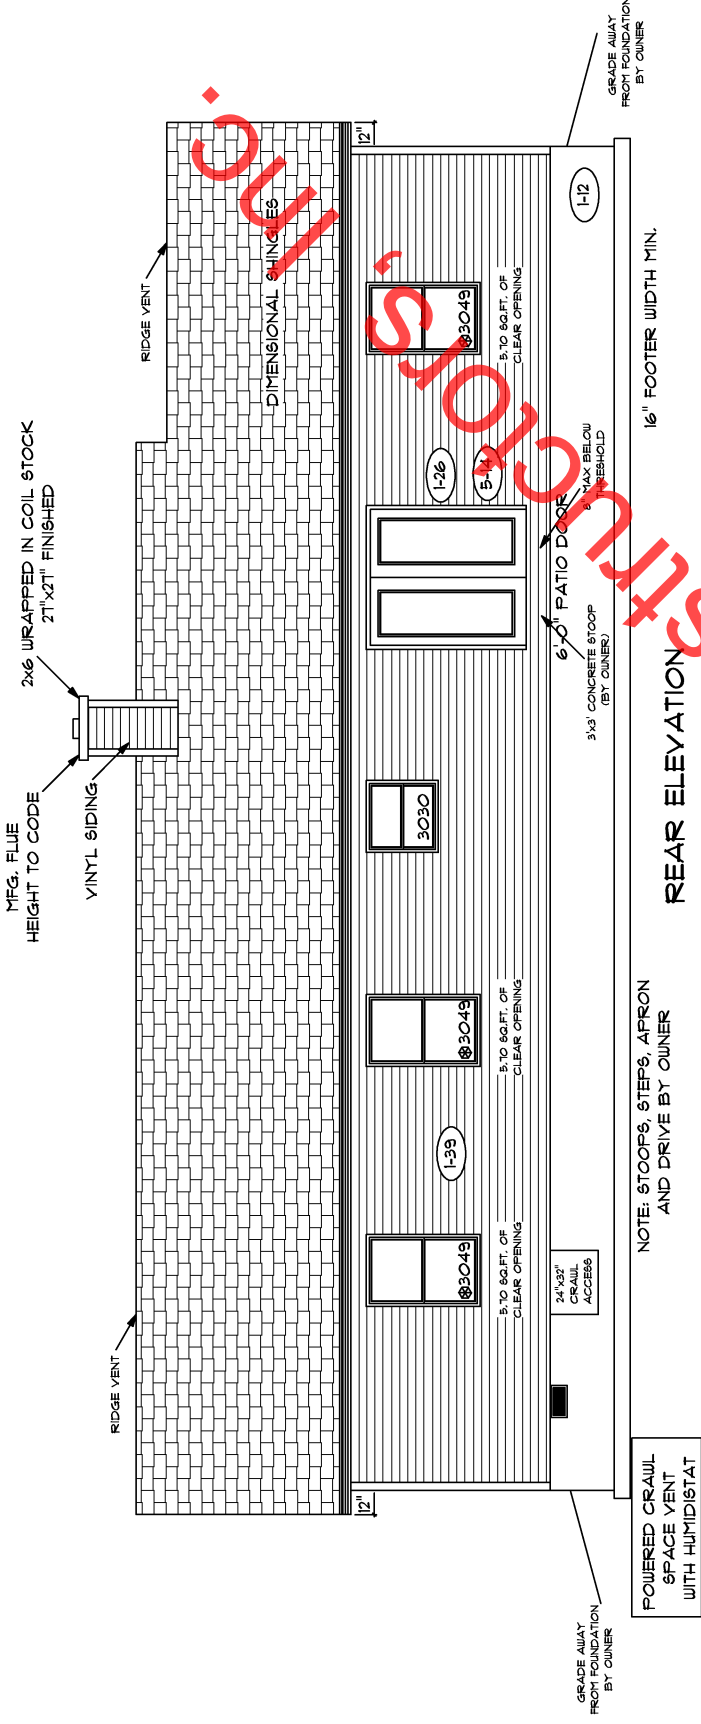 MFG. FLUE
HEIGHT TO CODE
2x6 WRAPPED IN COIL STOCK
27"x27" FINISHED
VINYL SIDING
RIDGE VENT
RIDGE VENT
DIMENSIONAL SHINGLES
12"
12"
3049
3049
3030
3049
5.70 SQ.FT. OF
CLEAR OPENING
5.70 SQ.FT. OF
CLEAR OPENING
5.70 SQ.FT. OF
CLEAR OPENING
1-39
1-26
5-14
1-12
24"x32"
CRAWL
ACCESS
6'-0" PATIO DOOR
8" MAX BELOW
THRESHOLD
3'x3' CONCRETE STOOP
(BY OWNER)
GRADE AWAY
FROM FOUNDATION
BY OWNER
GRADE AWAY
FROM FOUNDATION
BY OWNER
16" FOOTER WIDTH MIN.
POWERED CRAWL
SPACE VENT
WITH HUMIDISTAT
NOTE: STOOPS, STEPS, APRON
AND DRIVE BY OWNER
REAR ELEVATION
structors, Inc.